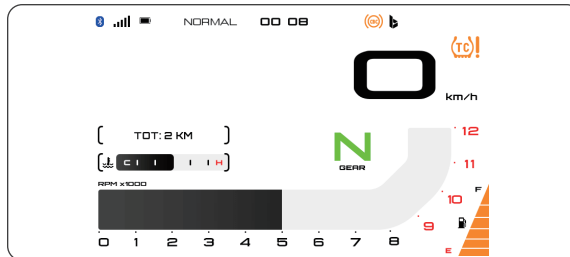 NORMAL 00 08 (ABS) b
(TC)!
0
km/h
TOT: 2 KM
N
GEAR
C H
RPM x1000
12
11
10
9
F
E
0 1 2 3 4 5 6 7 8